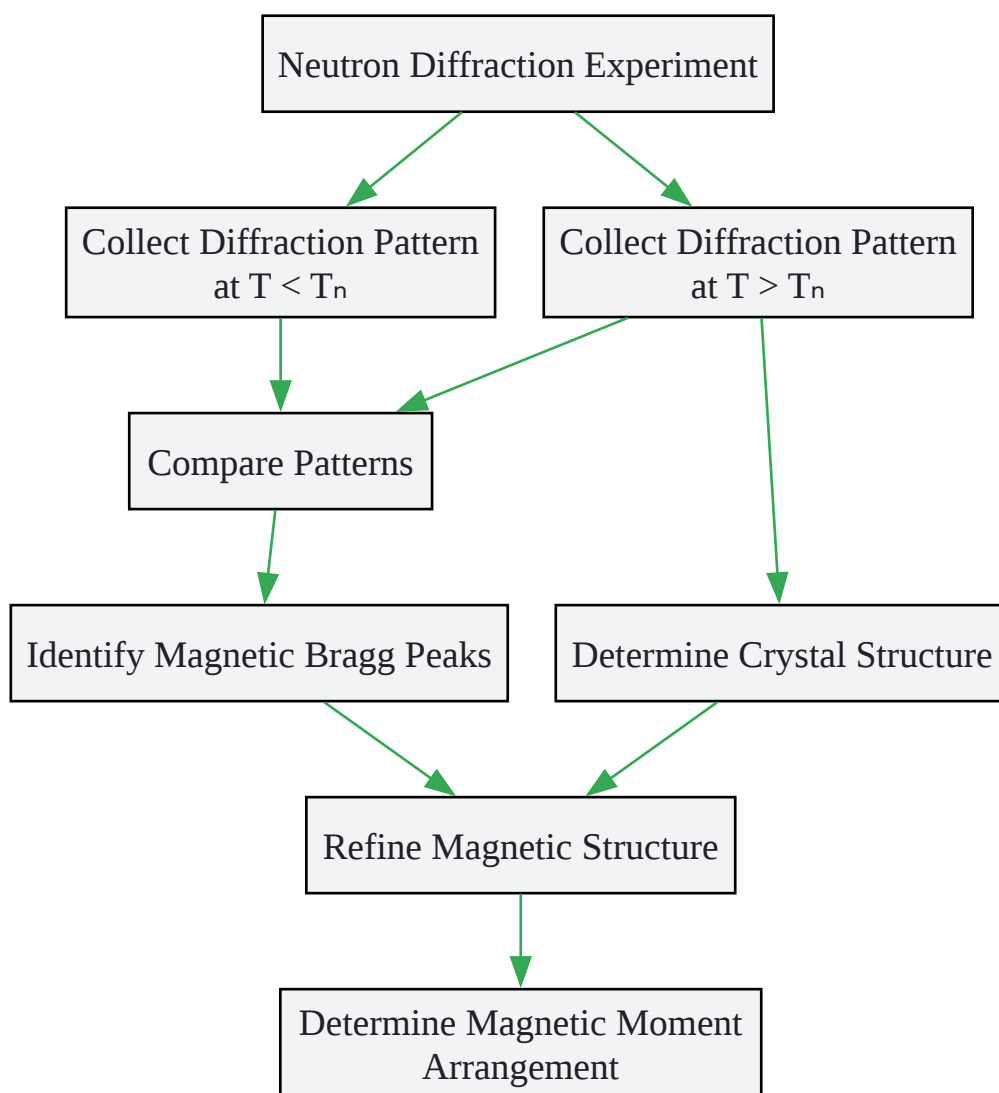 Neutron Diffraction Experiment
Collect Diffraction Pattern
at T < Tₙ
Collect Diffraction Pattern
at T > Tₙ
Compare Patterns
Identify Magnetic Bragg Peaks
Determine Crystal Structure
Refine Magnetic Structure
Determine Magnetic Moment
Arrangement